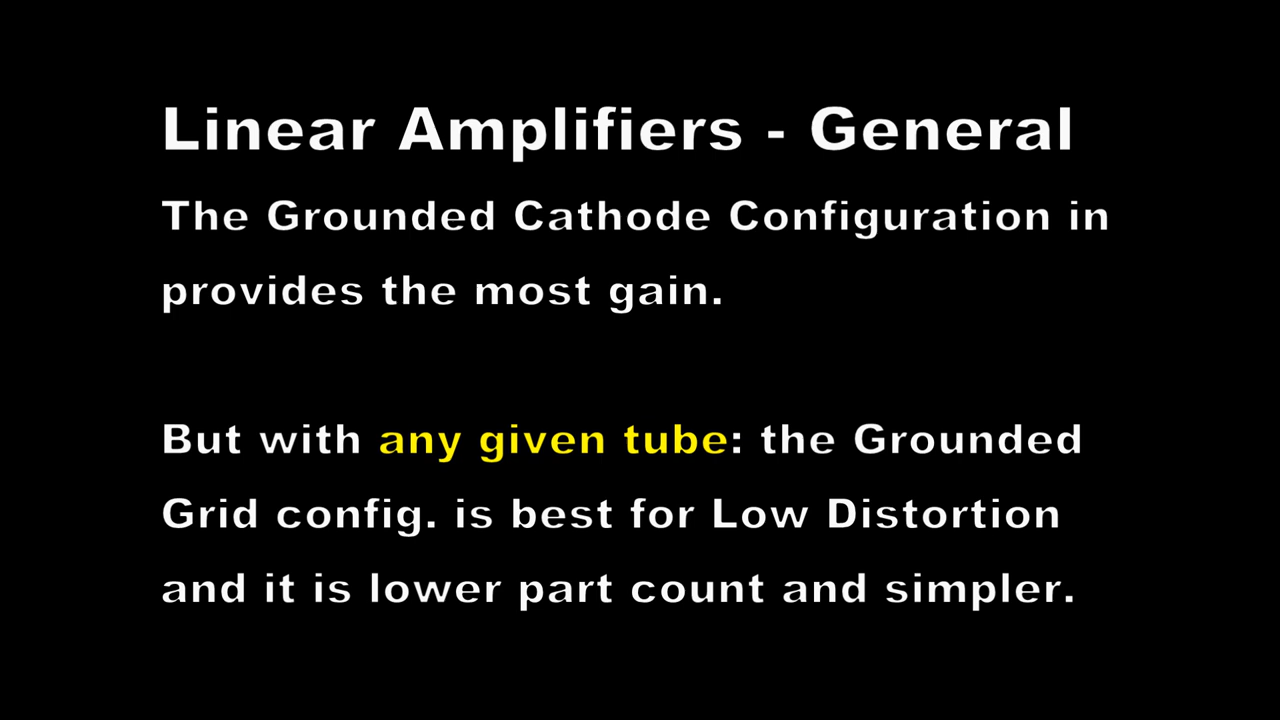 Linear Amplifiers - General
The Grounded Cathode Configuration in
provides the most gain.
But with any given tube: the Grounded
Grid config. is best for Low Distortion
and it is lower part count and simpler.